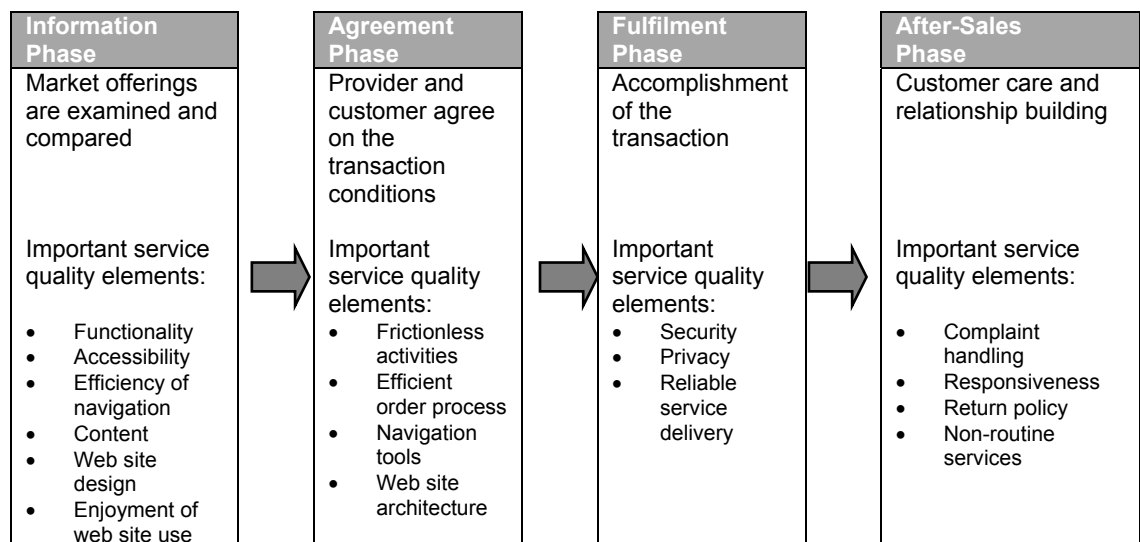 Information
Phase
Market offerings
are examined and
compared
Important service
quality elements:
• Functionality
• Accessibility
• Efficiency of
navigation
• Content
• Web site
design
• Enjoyment of
web site use
Agreement
Phase
Provider and
customer agree
on the
transaction
conditions
Important
service quality
elements:
• Frictionless
activities
• Efficient
order process
• Navigation
tools
• Web site
architecture
Fulfilment
Phase
Accomplishment
of the
transaction
Important
service quality
elements:
• Security
• Privacy
• Reliable
service
delivery
After-Sales
Phase
Customer care and
relationship building
Important service
quality elements:
• Complaint
handling
• Responsiveness
• Return policy
• Non-routine
services